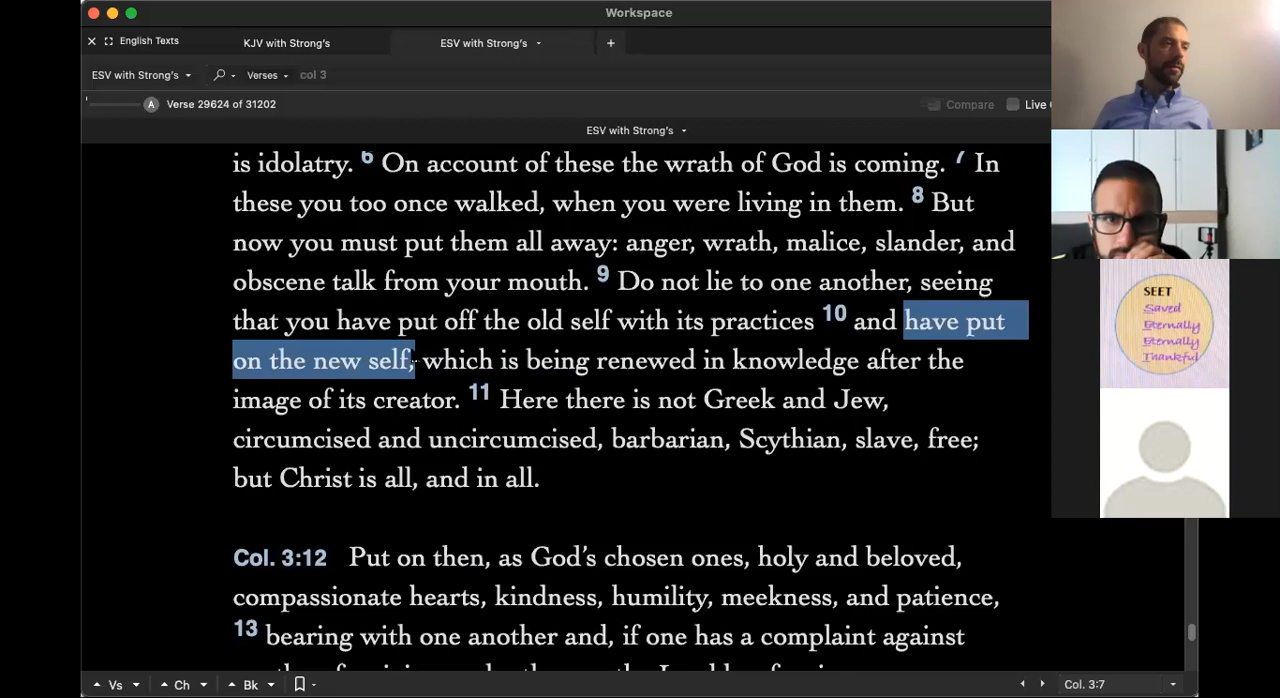 Workspace
English Texts
KJV with Strong's
ESV with Strong's
+
ESV with Strong's
Verses
col 3
A
Verse 29624 of 31202
Compare
Live
ESV with Strong's
is idolatry. 6 On account of these the wrath of God is coming. 7 In
these you too once walked, when you were living in them. 8 But
now you must put them all away: anger, wrath, malice, slander, and
obscene talk from your mouth. 9 Do not lie to one another, seeing
that you have put off the old self with its practices 10 and have put
on the new self, which is being renewed in knowledge after the
image of its creator. 11 Here there is not Greek and Jew,
circumcised and uncircumcised, barbarian, Scythian, slave, free;
but Christ is all, and in all.
Col. 3:12 Put on then, as God's chosen ones, holy and beloved,
compassionate hearts, kindness, humility, meekness, and patience,
13 bearing with one another and, if one has a complaint against
Vs
Ch
Bk
Col. 3:7
SEET
Saved
Eternally
Eternally
Thankful